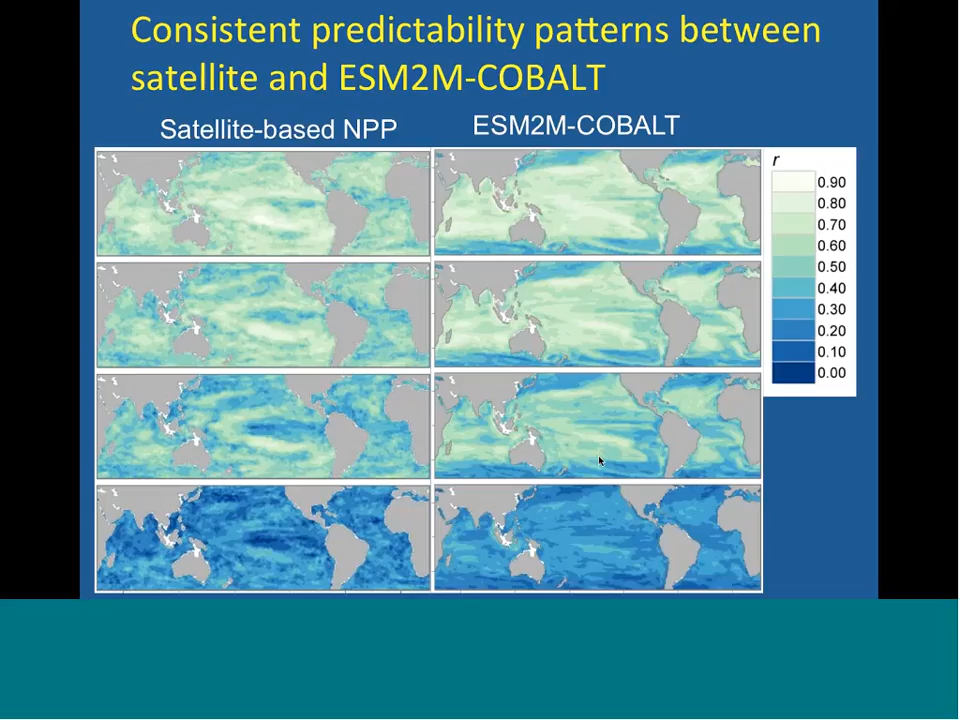 Consistent predictability patterns between
satellite and ESM2M-COBALT
Satellite-based NPP
ESM2M-COBALT
r
0.90
0.80
0.70
0.60
0.50
0.40
0.30
0.20
0.10
0.00